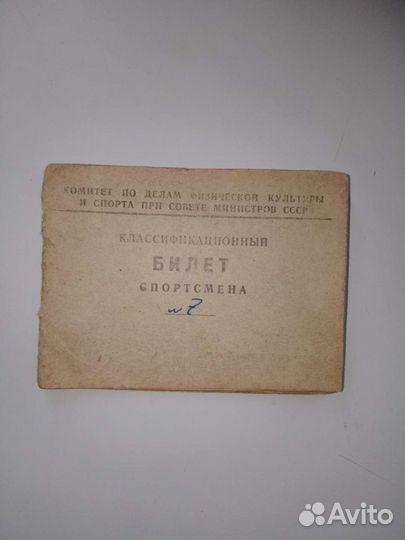 КОМИТЕТ ПО ДЕЛАМ ФИЗИЧЕСКОЙ КУЛЬТУРЫ
И СПОРТА ПРИ СОВЕТЕ МИНИСТРОВ СССР
КЛАССИФИКАЦИОННЫЙ
БИЛЕТ
СПОРТСМЕНА
№ 7
Avito